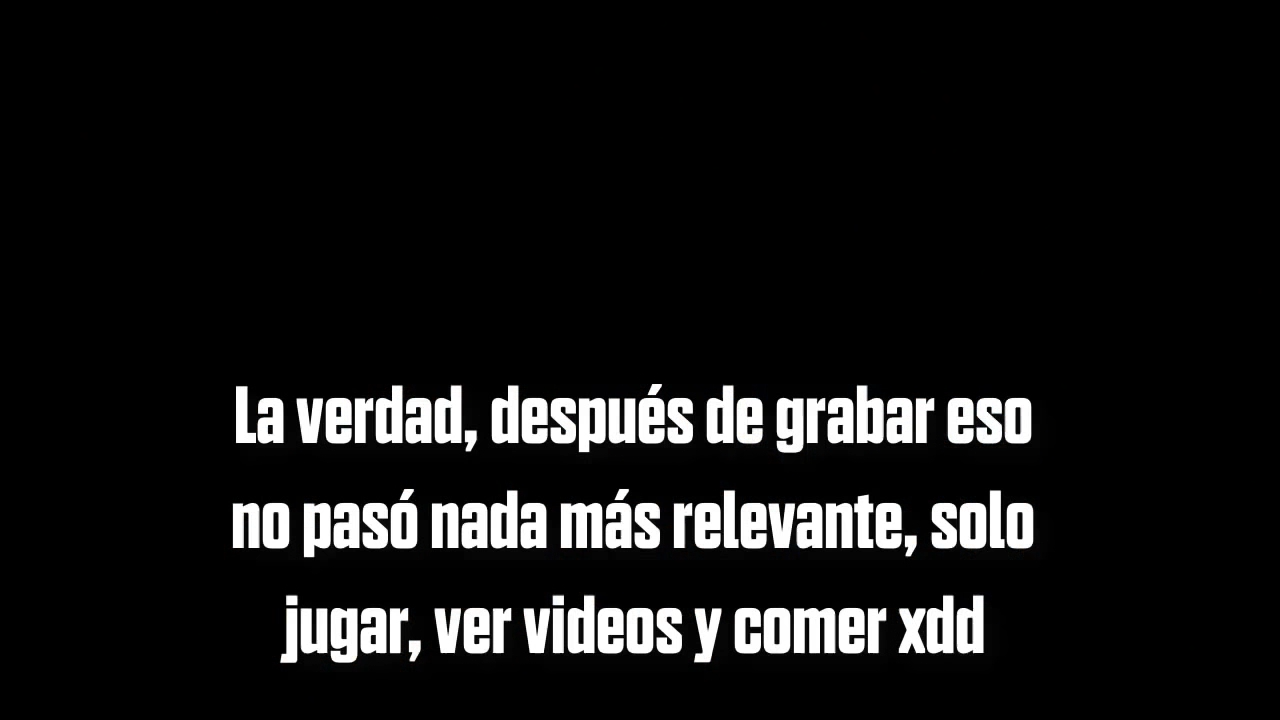 La verdad, después de grabar eso
no pasó nada más relevante, solo
jugar, ver videos y comer xdd